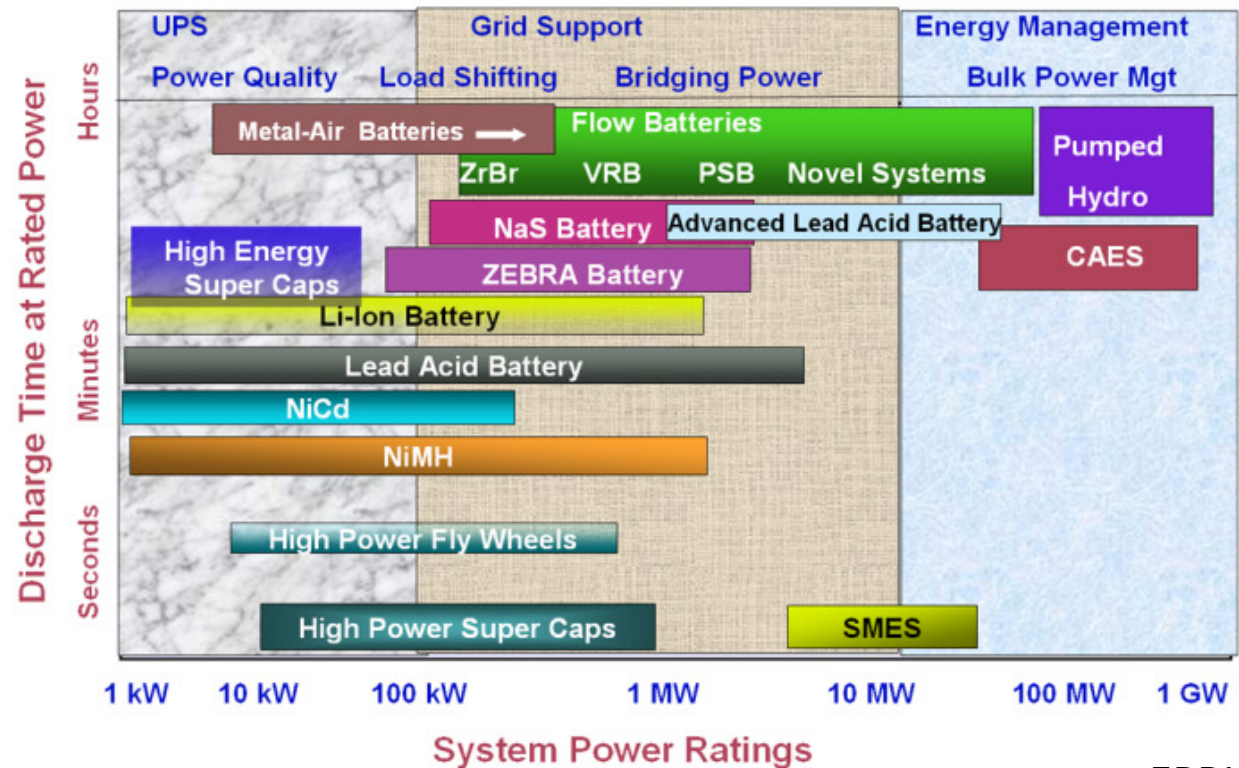 UPS
Grid Support
Energy Management
Power Quality
Load Shifting
Bridging Power
Bulk Power Mgt
Discharge Time at Rated Power
Hours
Minutes
Seconds
Metal-Air Batteries
Flow Batteries
ZrBr VRB PSB Novel Systems
Pumped
Hydro
NaS Battery
Advanced Lead Acid Battery
High Energy
Super Caps
ZEBRA Battery
CAES
Li-Ion Battery
Lead Acid Battery
NiCd
NiMH
High Power Fly Wheels
High Power Super Caps
SMES
1 kW 10 kW 100 kW 1 MW 10 MW 100 MW 1 GW
System Power Ratings